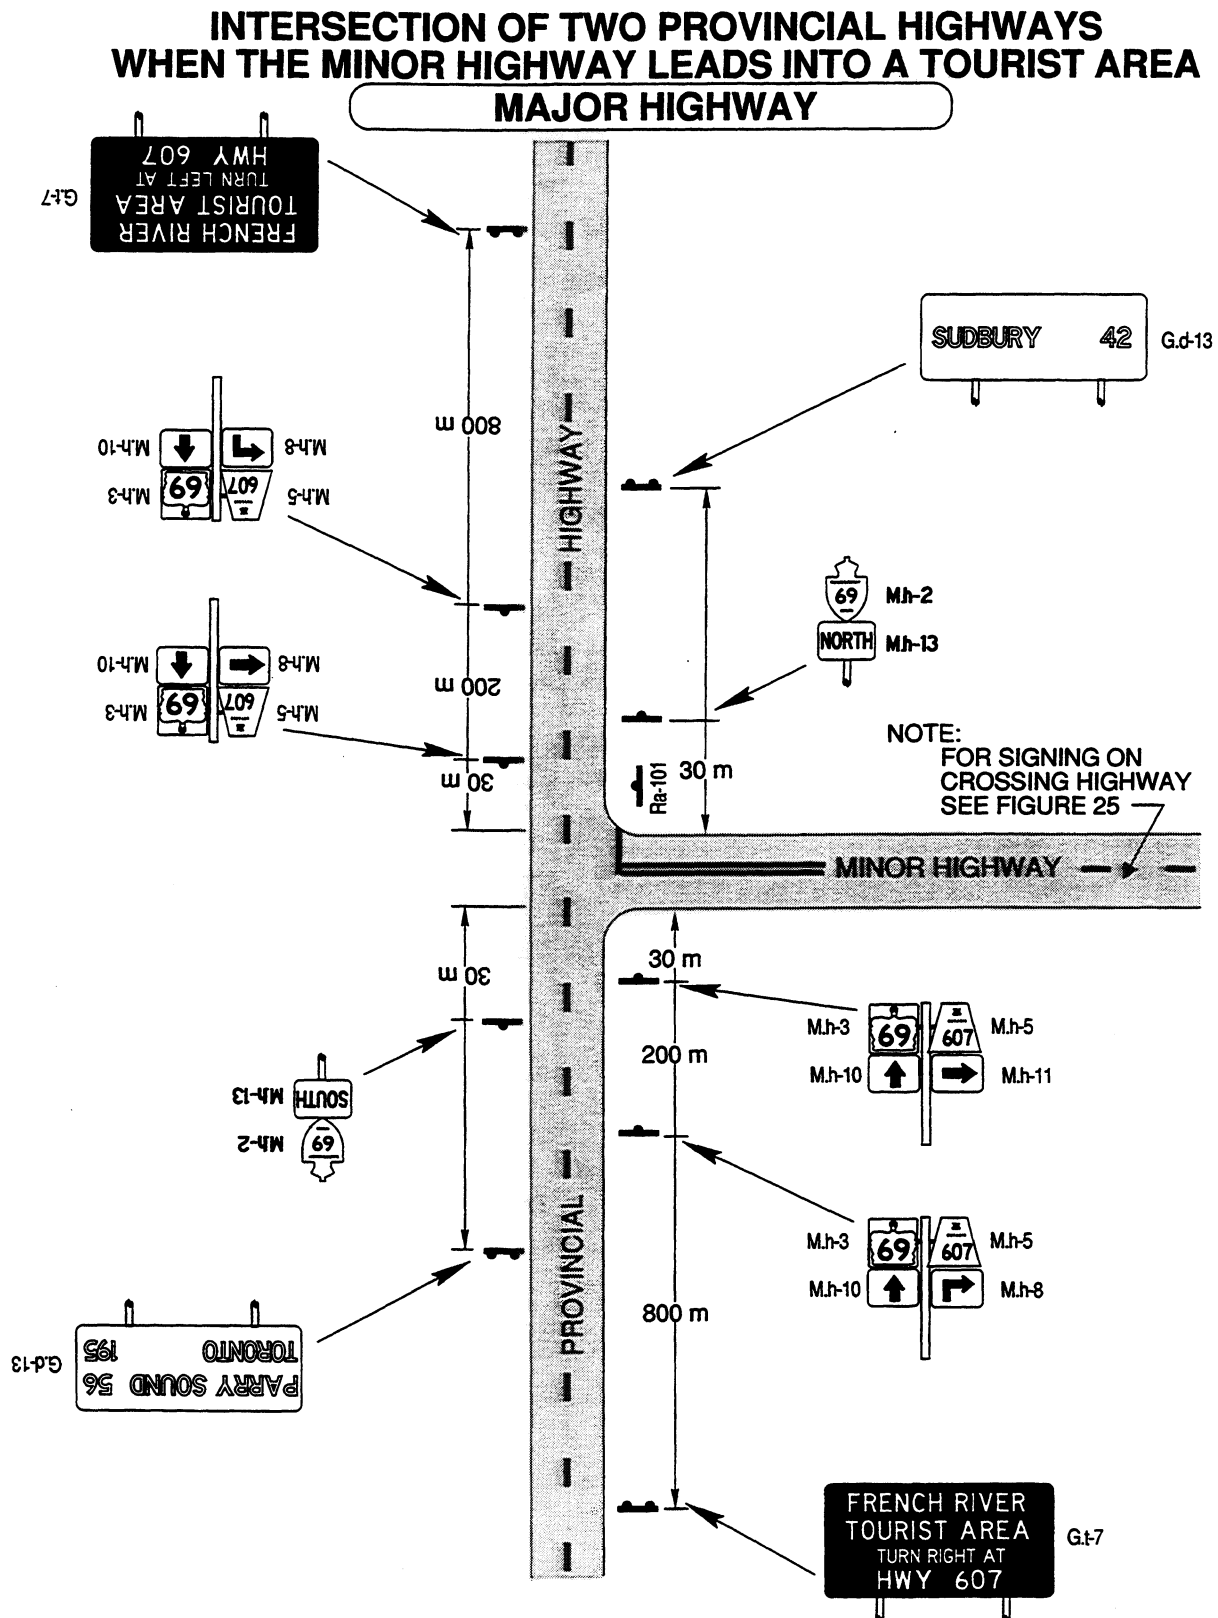 INTERSECTION OF TWO PROVINCIAL HIGHWAYS
WHEN THE MINOR HIGHWAY LEADS INTO A TOURIST AREA
MAJOR HIGHWAY
FRENCH RIVER
TOURIST AREA
TURN LEFT AT
HWY 607
G.t-7
SUDBURY 42
G.d-13
800 m
HIGHWAY
M.h-3
69
607
M.h-5
M.h-10
M.h-8
69
M.h-2
NORTH
M.h-13
M.h-3
69
607
M.h-5
M.h-10
M.h-8
200 m
30 m
Ra-101
30 m
NOTE:
FOR SIGNING ON
CROSSING HIGHWAY
SEE FIGURE 25
MINOR HIGHWAY
30 m
30 m
M.h-3
69
607
M.h-5
M.h-10
M.h-11
200 m
69
M.h-2
SOUTH
M.h-13
M.h-3
69
607
M.h-5
M.h-10
M.h-8
PROVINCIAL
800 m
PARRY SOUND 56
TORONTO 195
G.d-13
FRENCH RIVER
TOURIST AREA
TURN RIGHT AT
HWY 607
G.t-7